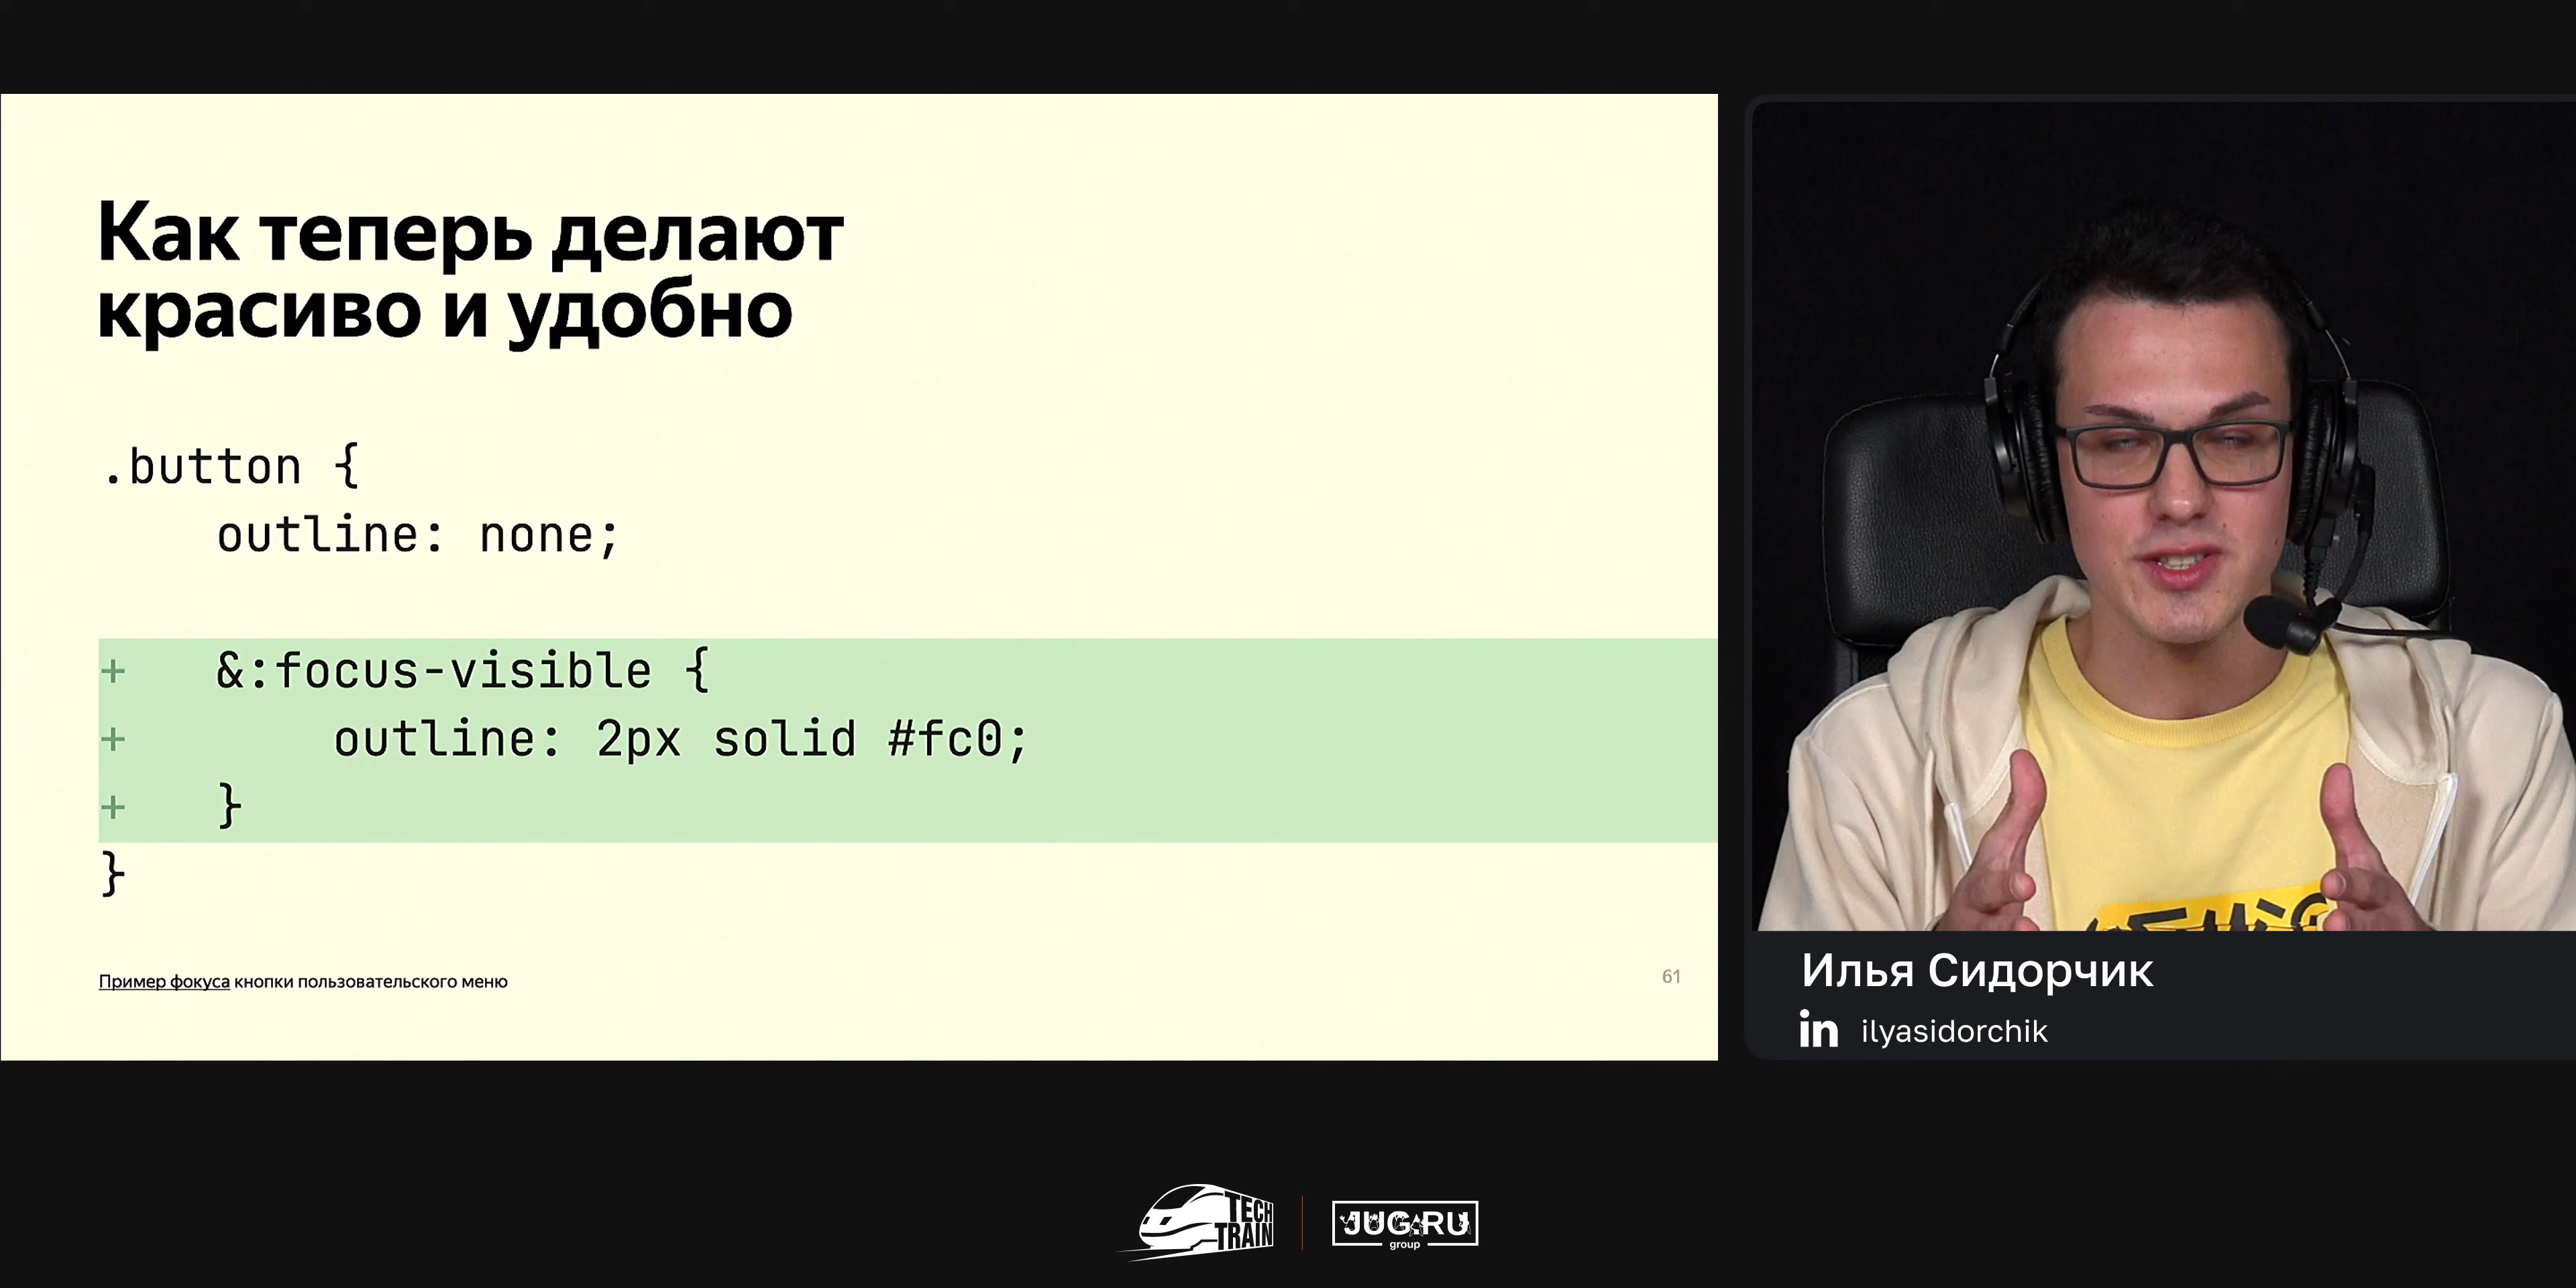 Как теперь делают
красиво и удобно
.button {
outline: none;
+ &:focus-visible {
+ outline: 2px solid #fc0;
+ }
}
Пример фокуса кнопки пользовательского меню
61
Илья Сидорчик
in ilyasidorchik
TECH
TRAIN
JUG.RU
group